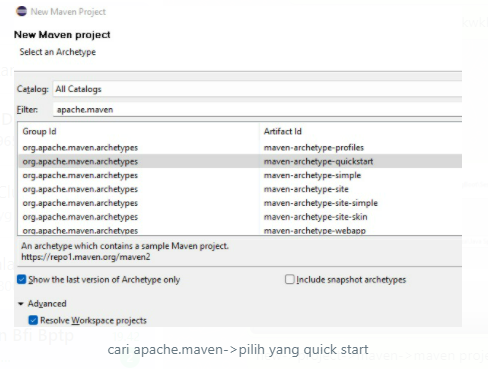 New Maven Project
New Maven project
Select an Archetype
Catalog: All Catalogs
Filter: apache.maven
Group Id Artifact Id
org.apache.maven.archetypes maven-archetype-profiles
org.apache.maven.archetypes maven-archetype-quickstart
org.apache.maven.archetypes maven-archetype-simple
org.apache.maven.archetypes maven-archetype-site
org.apache.maven.archetypes maven-archetype-site-simple
org.apache.maven.archetypes maven-archetype-site-skin
org.apache.maven.archetypes maven-archetype-webapp
An archetype which contains a sample Maven project.
https://repo1.maven.org/maven2
Show the last version of Archetype only Include snapshot archetypes
Advanced
Resolve Workspace projects
cari apache.maven->pilih yang quick start